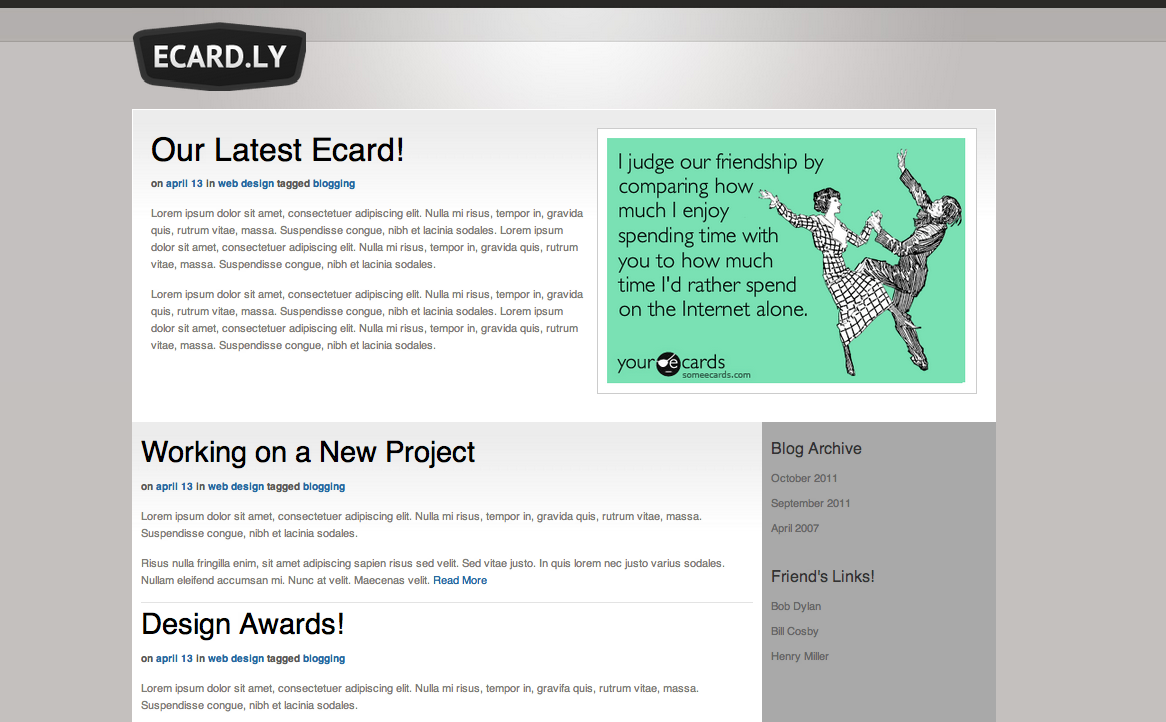 ECARD.LY
Our Latest Ecard!
on april 13 in web design tagged blogging
Lorem ipsum dolor sit amet, consectetuer adipiscing elit. Nulla mi risus, tempor in, gravida
quis, rutrum vitae, massa. Suspendisse congue, nibh et lacinia sodales. Lorem ipsum
dolor sit amet, consectetuer adipiscing elit. Nulla mi risus, tempor in, gravida quis, rutrum
vitae, massa. Suspendisse congue, nibh et lacinia sodales.
Lorem ipsum dolor sit amet, consectetuer adipiscing elit. Nulla mi risus, tempor in, gravida
quis, rutrum vitae, massa. Suspendisse congue, nibh et lacinia sodales. Lorem ipsum
dolor sit amet, consectetuer adipiscing elit. Nulla mi risus, tempor in, gravida quis, rutrum
vitae, massa. Suspendisse congue, nibh et lacinia sodales.
I judge our friendship by
comparing how
much I enjoy
spending time with
you to how much
time I'd rather spend
on the Internet alone.
your e cards
someecards.com
Working on a New Project
on april 13 in web design tagged blogging
Lorem ipsum dolor sit amet, consectetuer adipiscing elit. Nulla mi risus, tempor in, gravida quis, rutrum vitae, massa.
Suspendisse congue, nibh et lacinia sodales.
Risus nulla fringilla enim, sit amet adipiscing sapien risus sed velit. Sed vitae justo. In quis lorem nec justo varius sodales.
Nullam eleifend accumsan mi. Nunc at velit. Maecenas velit. Read More
Design Awards!
on april 13 in web design tagged blogging
Lorem ipsum dolor sit amet, consectetuer adipiscing elit. Nulla mi risus, tempor in, gravifa quis, rutrum vitae, massa.
Suspendisse congue, nibh et lacinia sodales.
Blog Archive
October 2011
September 2011
April 2007
Friend's Links!
Bob Dylan
Bill Cosby
Henry Miller